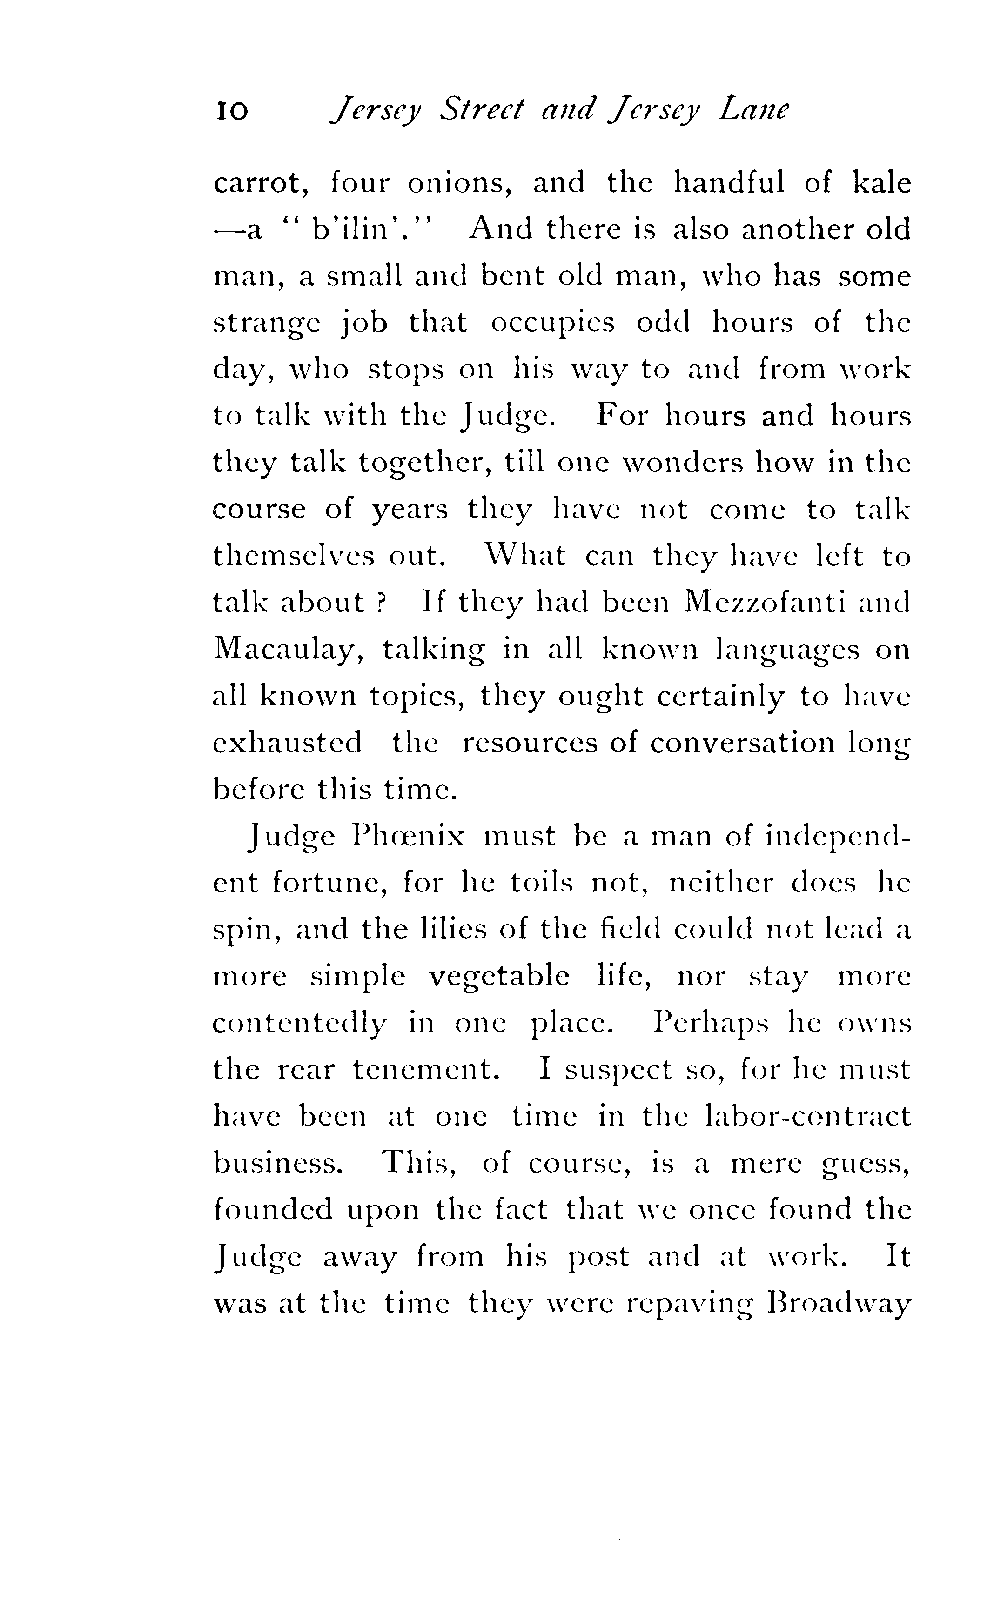 10 Jersey Street and Jersey Lane
carrot, four onions, and the handful of kale
—a “ b’ilin’.” And there is also another old
man, a small and bent old man, who has some
strange job that occupies odd hours of the
day, who stops on his way to and from work
to talk with the Judge. For hours and hours
they talk together, till one wonders how in the
course of years they have not come to talk
themselves out. What can they have left to
talk about ? If they had been Mezzofanti and
Macaulay, talking in all known languages on
all known topics, they ought certainly to have
exhausted the resources of conversation long
before this time.
Judge Phœnix must be a man of independ-
ent fortune, for he toils not, neither does he
spin, and the lilies of the field could not lead a
more simple vegetable life, nor stay more
contentedly in one place. Perhaps he owns
the rear tenement. I suspect so, for he must
have been at one time in the labor-contract
business. This, of course, is a mere guess,
founded upon the fact that we once found the
Judge away from his post and at work. It
was at the time they were repaving Broadway